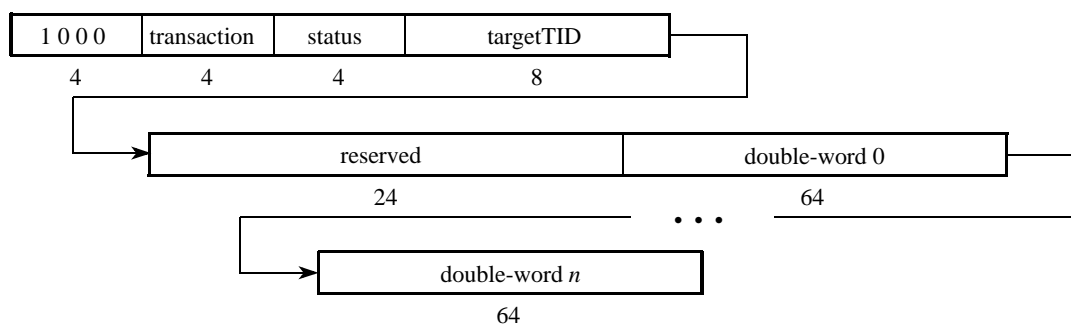 1 0 0 0 transaction status targetTID
4 4 4 8
reserved double-word 0
24 64
• • •
double-word n
64